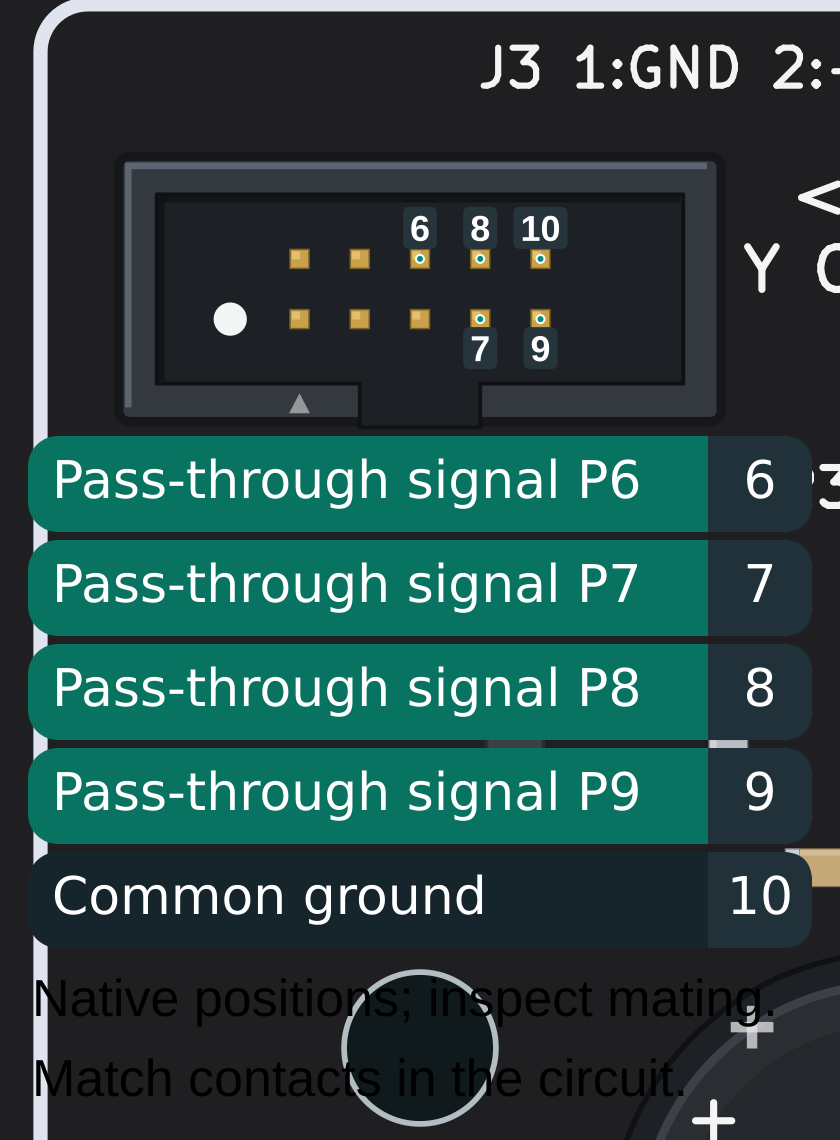 J3 1:GND 2:-
<
6 8 10
Y
7 9
Pass-through signal P6 6
Pass-through signal P7 7
Pass-through signal P8 8
Pass-through signal P9 9
Common ground 10
Native positions; inspect mating.
+
Match contacts in the circuit.
+